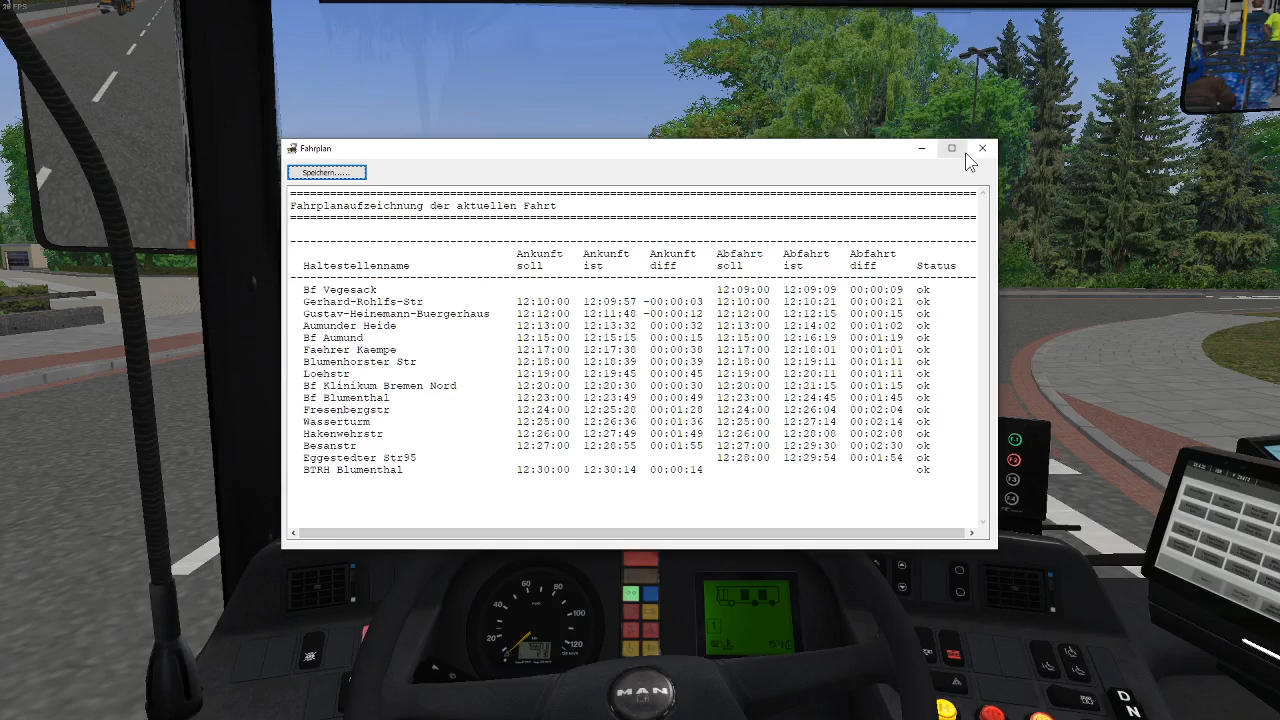 29 FPS
Fahrplan
Speichern......
Fahrplanaufzeichnung der aktuellen Fahrt
Ankunft Ankunft Ankunft Abfahrt Abfahrt Abfahrt
Haltestellenname soll ist diff soll ist diff Status
Bf Vegesack 12:09:00 12:09:09 00:00:09 ok
Gerhard-Rohlfs-Str 12:10:00 12:09:57 -00:00:03 12:10:00 12:10:21 00:00:21 ok
Gustav-Heinemann-Buergerhaus 12:12:00 12:11:48 -00:00:12 12:12:00 12:12:15 00:00:15 ok
Aumunder Heide 12:13:00 12:13:32 00:00:32 12:13:00 12:14:02 00:01:02 ok
Bf Aumund 12:15:00 12:15:15 00:00:15 12:15:00 12:16:19 00:01:19 ok
Faehrer Kaempe 12:17:00 12:17:38 00:00:38 12:17:00 12:18:01 00:01:01 ok
Blumenhorster Str 12:18:00 12:18:39 00:00:39 12:18:00 12:19:11 00:01:11 ok
Loehstr 12:19:00 12:19:45 00:00:45 12:19:00 12:20:11 00:01:11 ok
Bf Klinikum Bremen Nord 12:20:00 12:20:30 00:00:30 12:20:00 12:21:15 00:01:15 ok
Bf Blumenthal 12:23:00 12:23:49 00:00:49 12:23:00 12:24:45 00:01:45 ok
Fresenbergstr 12:24:00 12:25:28 00:01:28 12:24:00 12:26:04 00:02:04 ok
Wasserturm 12:25:00 12:26:36 00:01:36 12:25:00 12:27:14 00:02:14 ok
Hakenwehrstr 12:26:00 12:27:49 00:01:49 12:26:00 12:28:08 00:02:08 ok
Besanstr 12:27:00 12:28:55 00:01:55 12:27:00 12:29:30 00:02:30 ok
Eggestedter Str95 12:28:00 12:29:54 00:01:54 ok
BTRH Blumenthal 12:30:00 12:30:14 00:00:14 ok
F-1
F-2
F-3
F-4
20 40 60 80 100 120
1
MAN
D
N